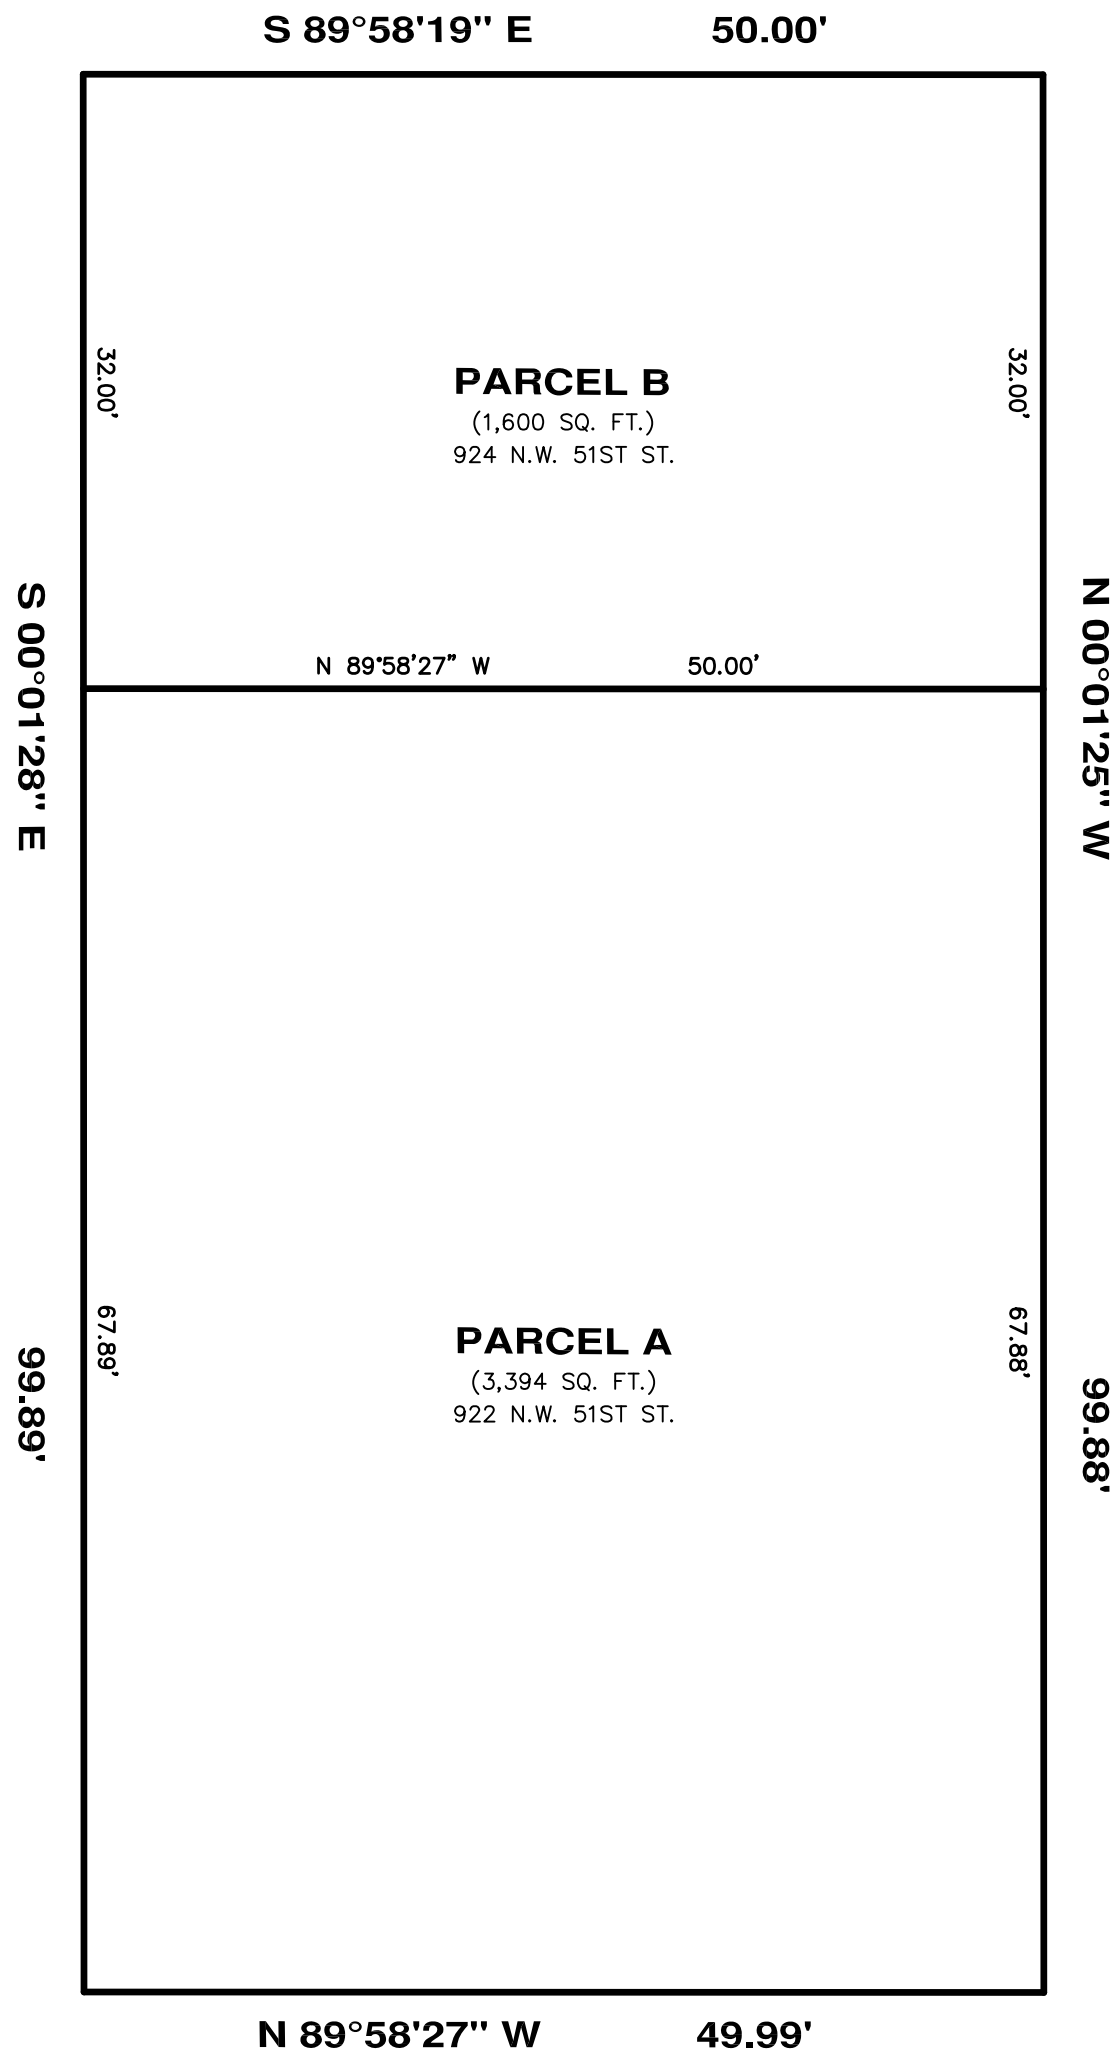 S 89°58'19" E 50.00'
32.00'
32.00'
PARCEL B
(1,600 SQ. FT.)
924 N.W. 51ST ST.
S 00°01'28" E 99.89'
N 00°01'25" W 99.88'
N 89°58'27" W 50.00'
67.89'
67.88'
PARCEL A
(3,394 SQ. FT.)
922 N.W. 51ST ST.
N 89°58'27" W 49.99'